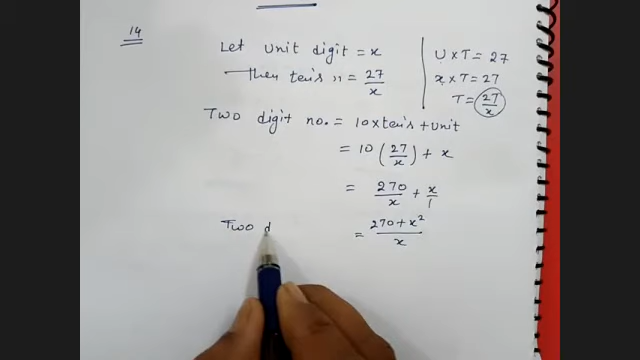 14
Let unit digit = x
Then ten's " = 27/x
U × T = 27
x × T = 27
T = 27/x
Two digit no. = 10 × ten's + unit
= 10 (27/x) + x
= 270/x + x/1
= (270 + x²)/x
Two d